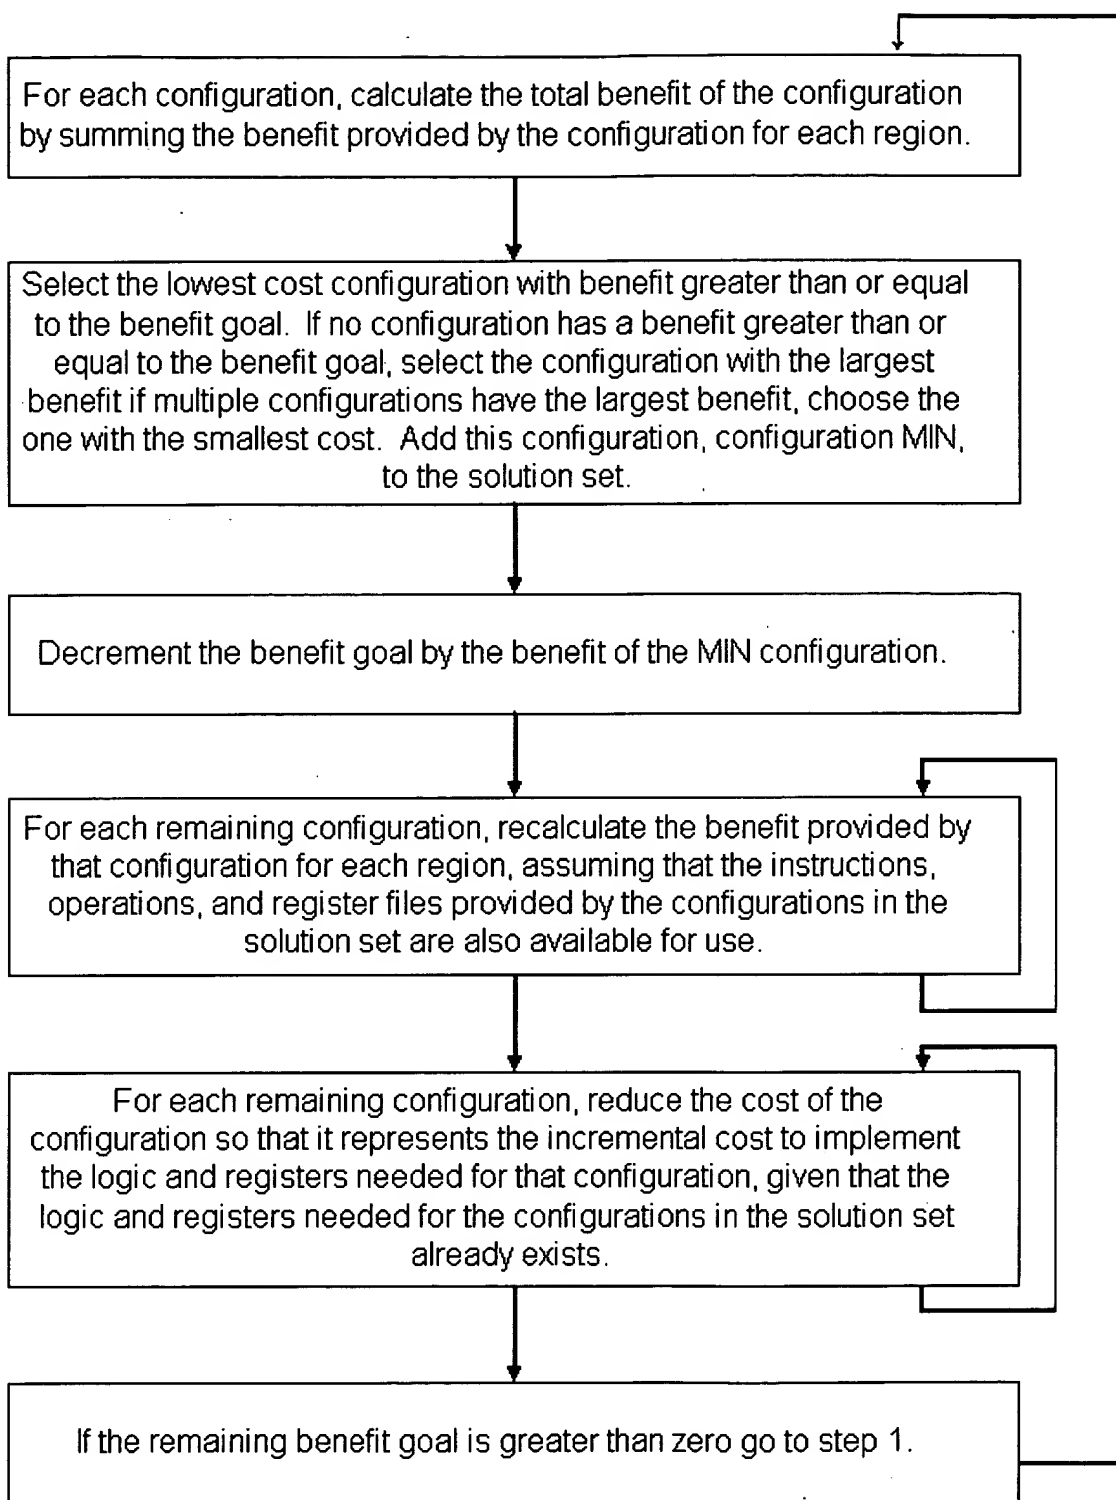 For each configuration, calculate the total benefit of the configuration
by summing the benefit provided by the configuration for each region.
Select the lowest cost configuration with benefit greater than or equal
to the benefit goal. If no configuration has a benefit greater than or
equal to the benefit goal, select the configuration with the largest
benefit if multiple configurations have the largest benefit, choose the
one with the smallest cost. Add this configuration, configuration MIN,
to the solution set.
Decrement the benefit goal by the benefit of the MIN configuration.
For each remaining configuration, recalculate the benefit provided by
that configuration for each region, assuming that the instructions,
operations, and register files provided by the configurations in the
solution set are also available for use.
For each remaining configuration, reduce the cost of the
configuration so that it represents the incremental cost to implement
the logic and registers needed for that configuration, given that the
logic and registers needed for the configurations in the solution set
already exists.
If the remaining benefit goal is greater than zero go to step 1.